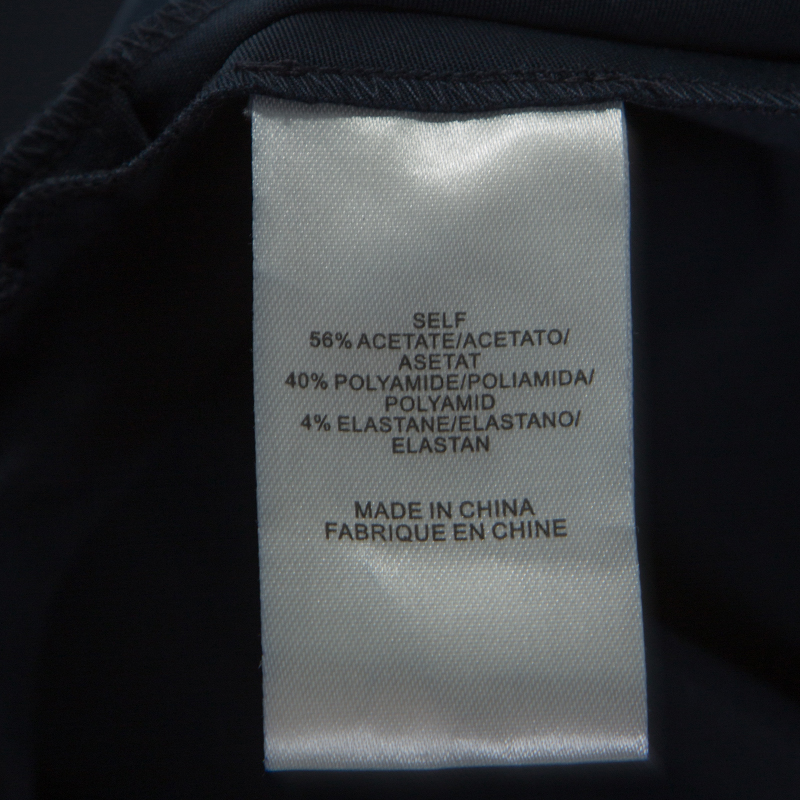 SELF
56% ACETATE/ACETATO/
ASETAT
40% POLYAMIDE/POLIAMIDA/
POLYAMID
4% ELASTANE/ELASTANO/
ELASTAN
MADE IN CHINA
FABRIQUE EN CHINE